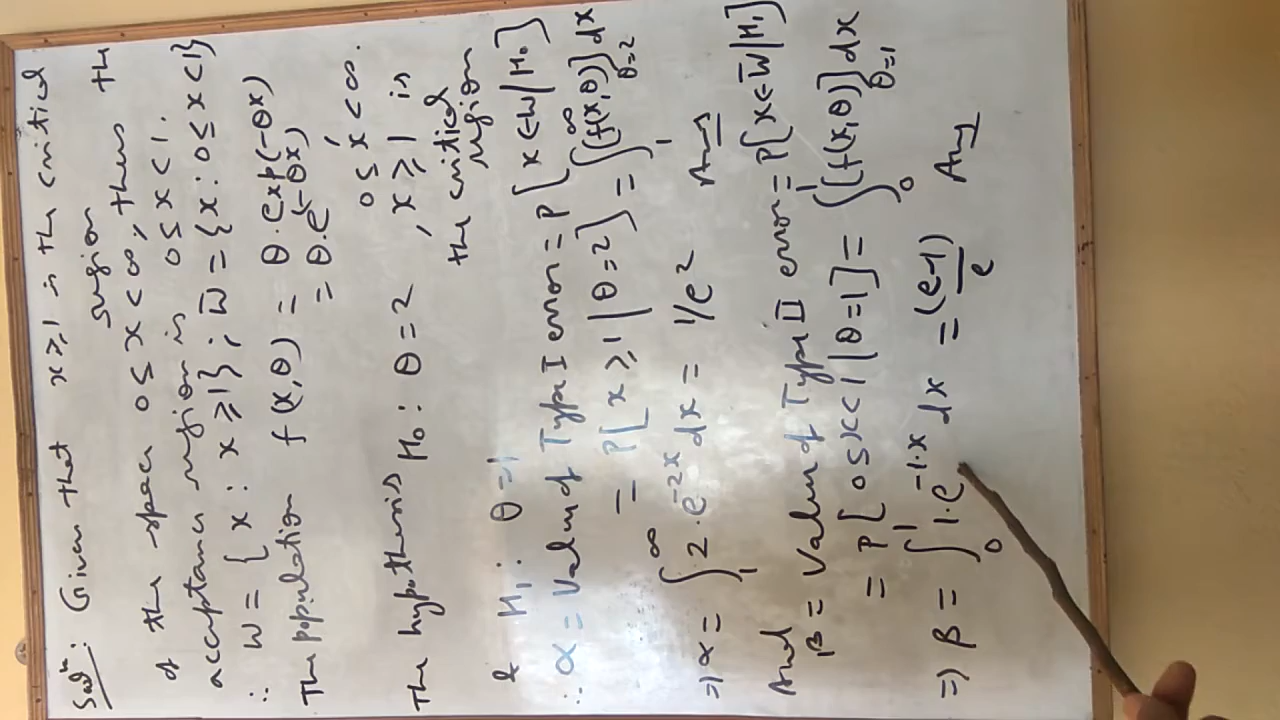 Solⁿ: Given that x ≥ 1 is the critical region
of the space 0 ≤ x < ∞, thus the
acceptance region is 0 ≤ x < 1.
∴ W = {x : x ≥ 1} ; W̄ = {x : 0 ≤ x < 1}
The population f(x, θ) = θ. exp(-θx)
= θ. e^(-θx) , 0 ≤ x < ∞.
The hypothesis H₀ : θ = 2 , x ≥ 1 is the critical region
& H₁ : θ = 1
∴ α = Value of Type I error = P[x ∈ W | H₀]
= P[x ≥ 1 | θ = 2] = ∫₁^∞ [f(x, θ)]_{θ=2} dx
⇒ α = ∫₁^∞ 2. e^(-2x) dx = 1/e² Ans
And β = Value of Type II error = P[x ∈ W̄ | H₁]
= P[0 ≤ x < 1 | θ = 1] = ∫₀^1 [f(x, θ)]_{θ=1} dx
⇒ β = ∫₀^1 1. e^(-1.x) dx = (e-1)/e Ans